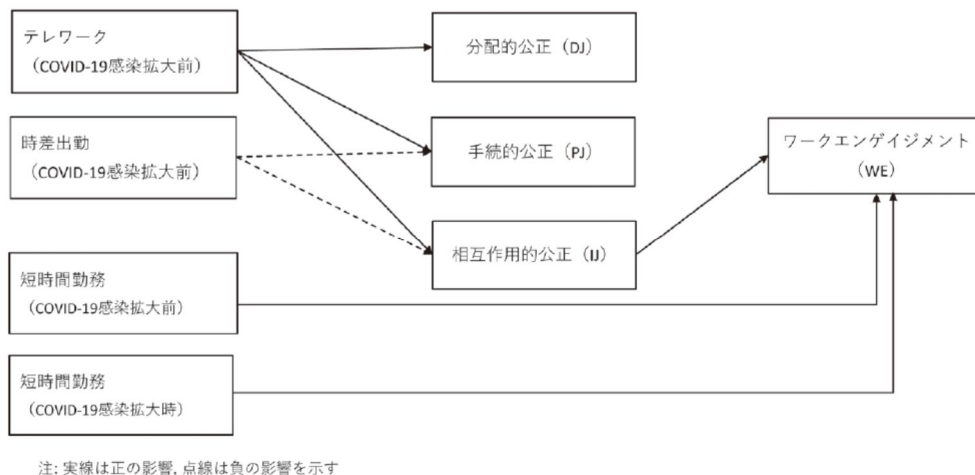 テレワーク
（COVID-19感染拡大前）
分配的公正（DJ）
時差出勤
（COVID-19感染拡大前）
手続的公正（PJ）
ワークエンゲイジメント
（WE）
相互作用的公正（IJ）
短時間勤務
（COVID-19感染拡大前）
短時間勤務
（COVID-19感染拡大時）
注: 実線は正の影響, 点線は負の影響を示す